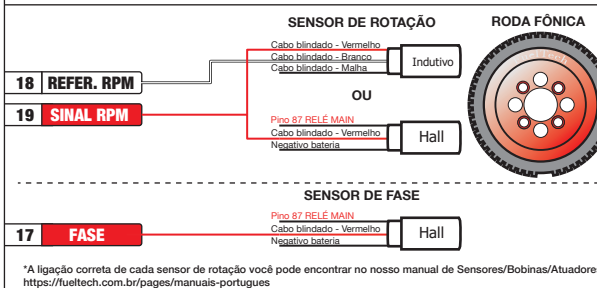 SENSOR DE ROTAÇÃO
RODA FÔNICA
Cabo blindado - Vermelho
Cabo blindado - Branco
Cabo blindado - Malha
Indutivo
18 REFER. RPM
OU
19 SINAL RPM
Pino 87 RELÉ MAIN
Cabo blindado - Vermelho
Negativo bateria
Hall
SENSOR DE FASE
Pino 87 RELÉ MAIN
Cabo blindado - Vermelho
Negativo bateria
Hall
17 FASE
*A ligação correta de cada sensor de rotação você pode encontrar no nosso manual de Sensores/Bobinas/Atuadores
https://fueltech.com.br/pages/manuais-portugues